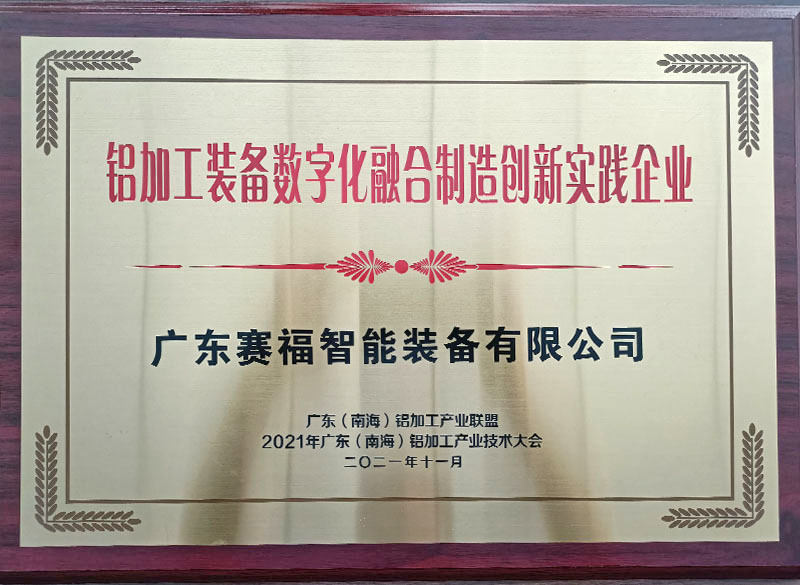 铝加工装备数字化融合制造创新实践企业
广东赛福智能装备有限公司
广东（南海）铝加工产业联盟
2021年广东（南海）铝加工产业技术大会
二〇二一年十一月